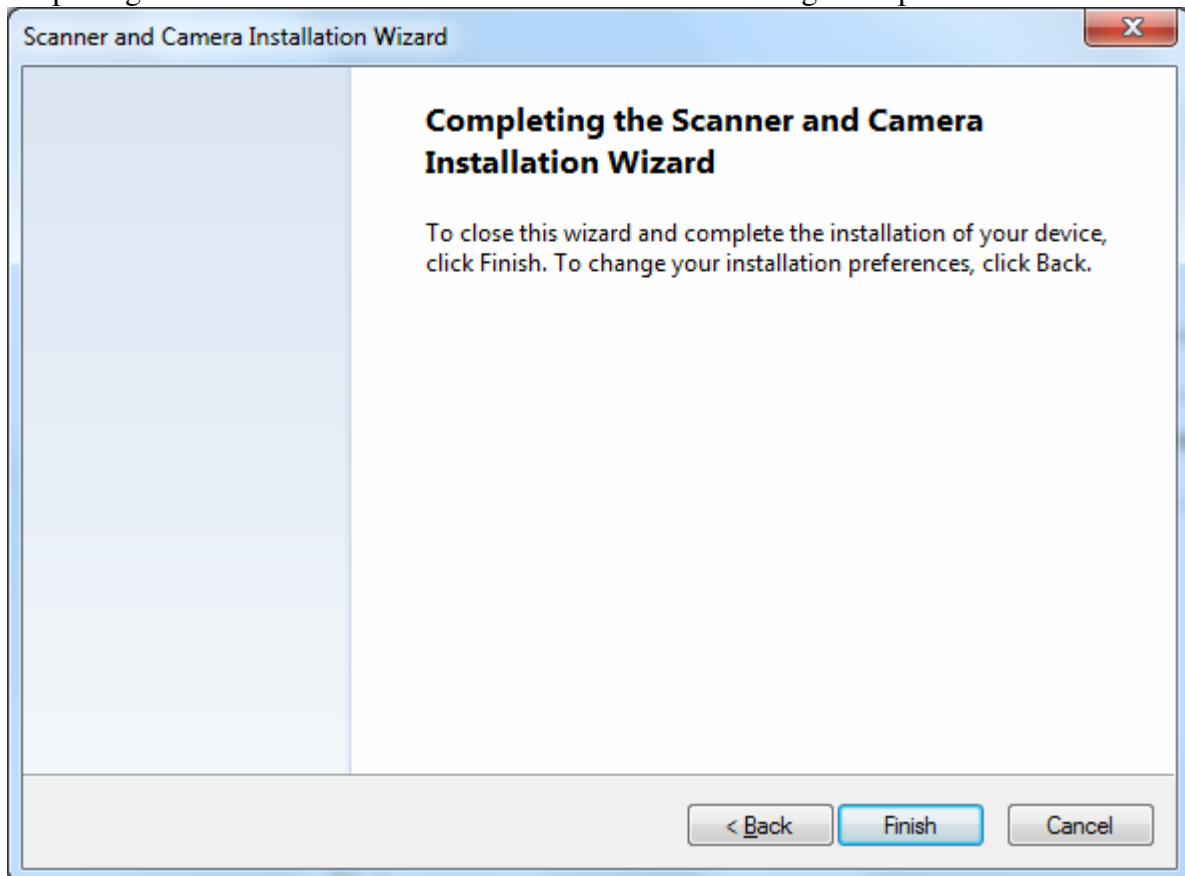 Scanner and Camera Installation Wizard
Completing the Scanner and Camera
Installation Wizard
To close this wizard and complete the installation of your device,
click Finish. To change your installation preferences, click Back.
< Back
Finish
Cancel